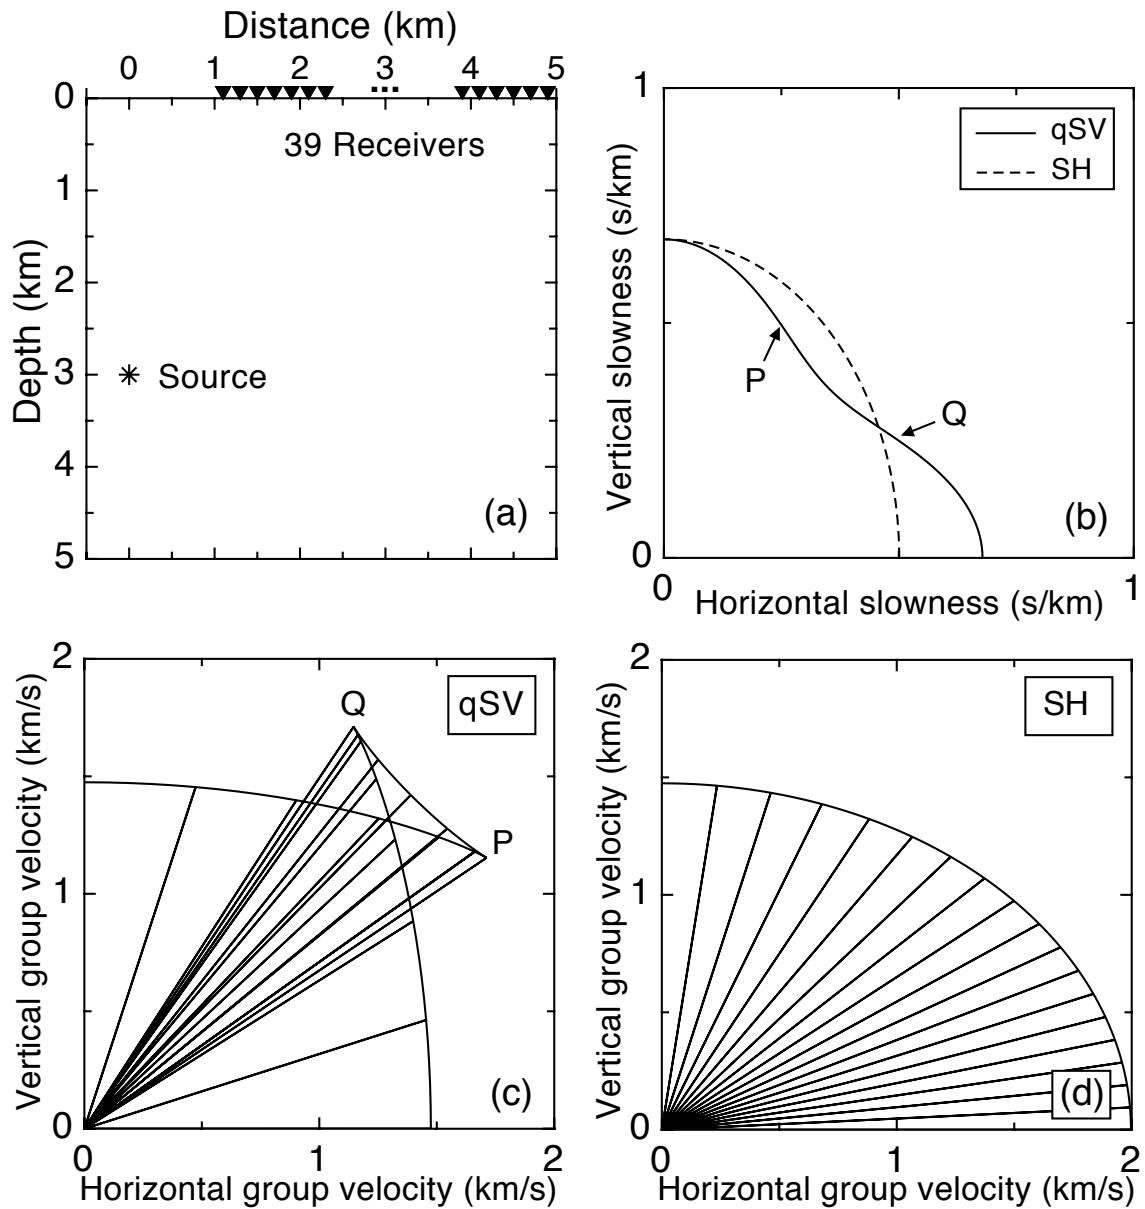 Distance (km)
0 1 2 3 4 5
0
39 Receivers
1
2
3
Source
4
5
Depth (km)
(a)
1
qSV
SH
P
Q
(b)
0
0 1
Vertical slowness (s/km)
Horizontal slowness (s/km)
2
Q
qSV
P
1
(c)
0
0 1 2
Vertical group velocity (km/s)
Horizontal group velocity (km/s)
2
SH
1
(d)
0
0 1 2
Vertical group velocity (km/s)
Horizontal group velocity (km/s)